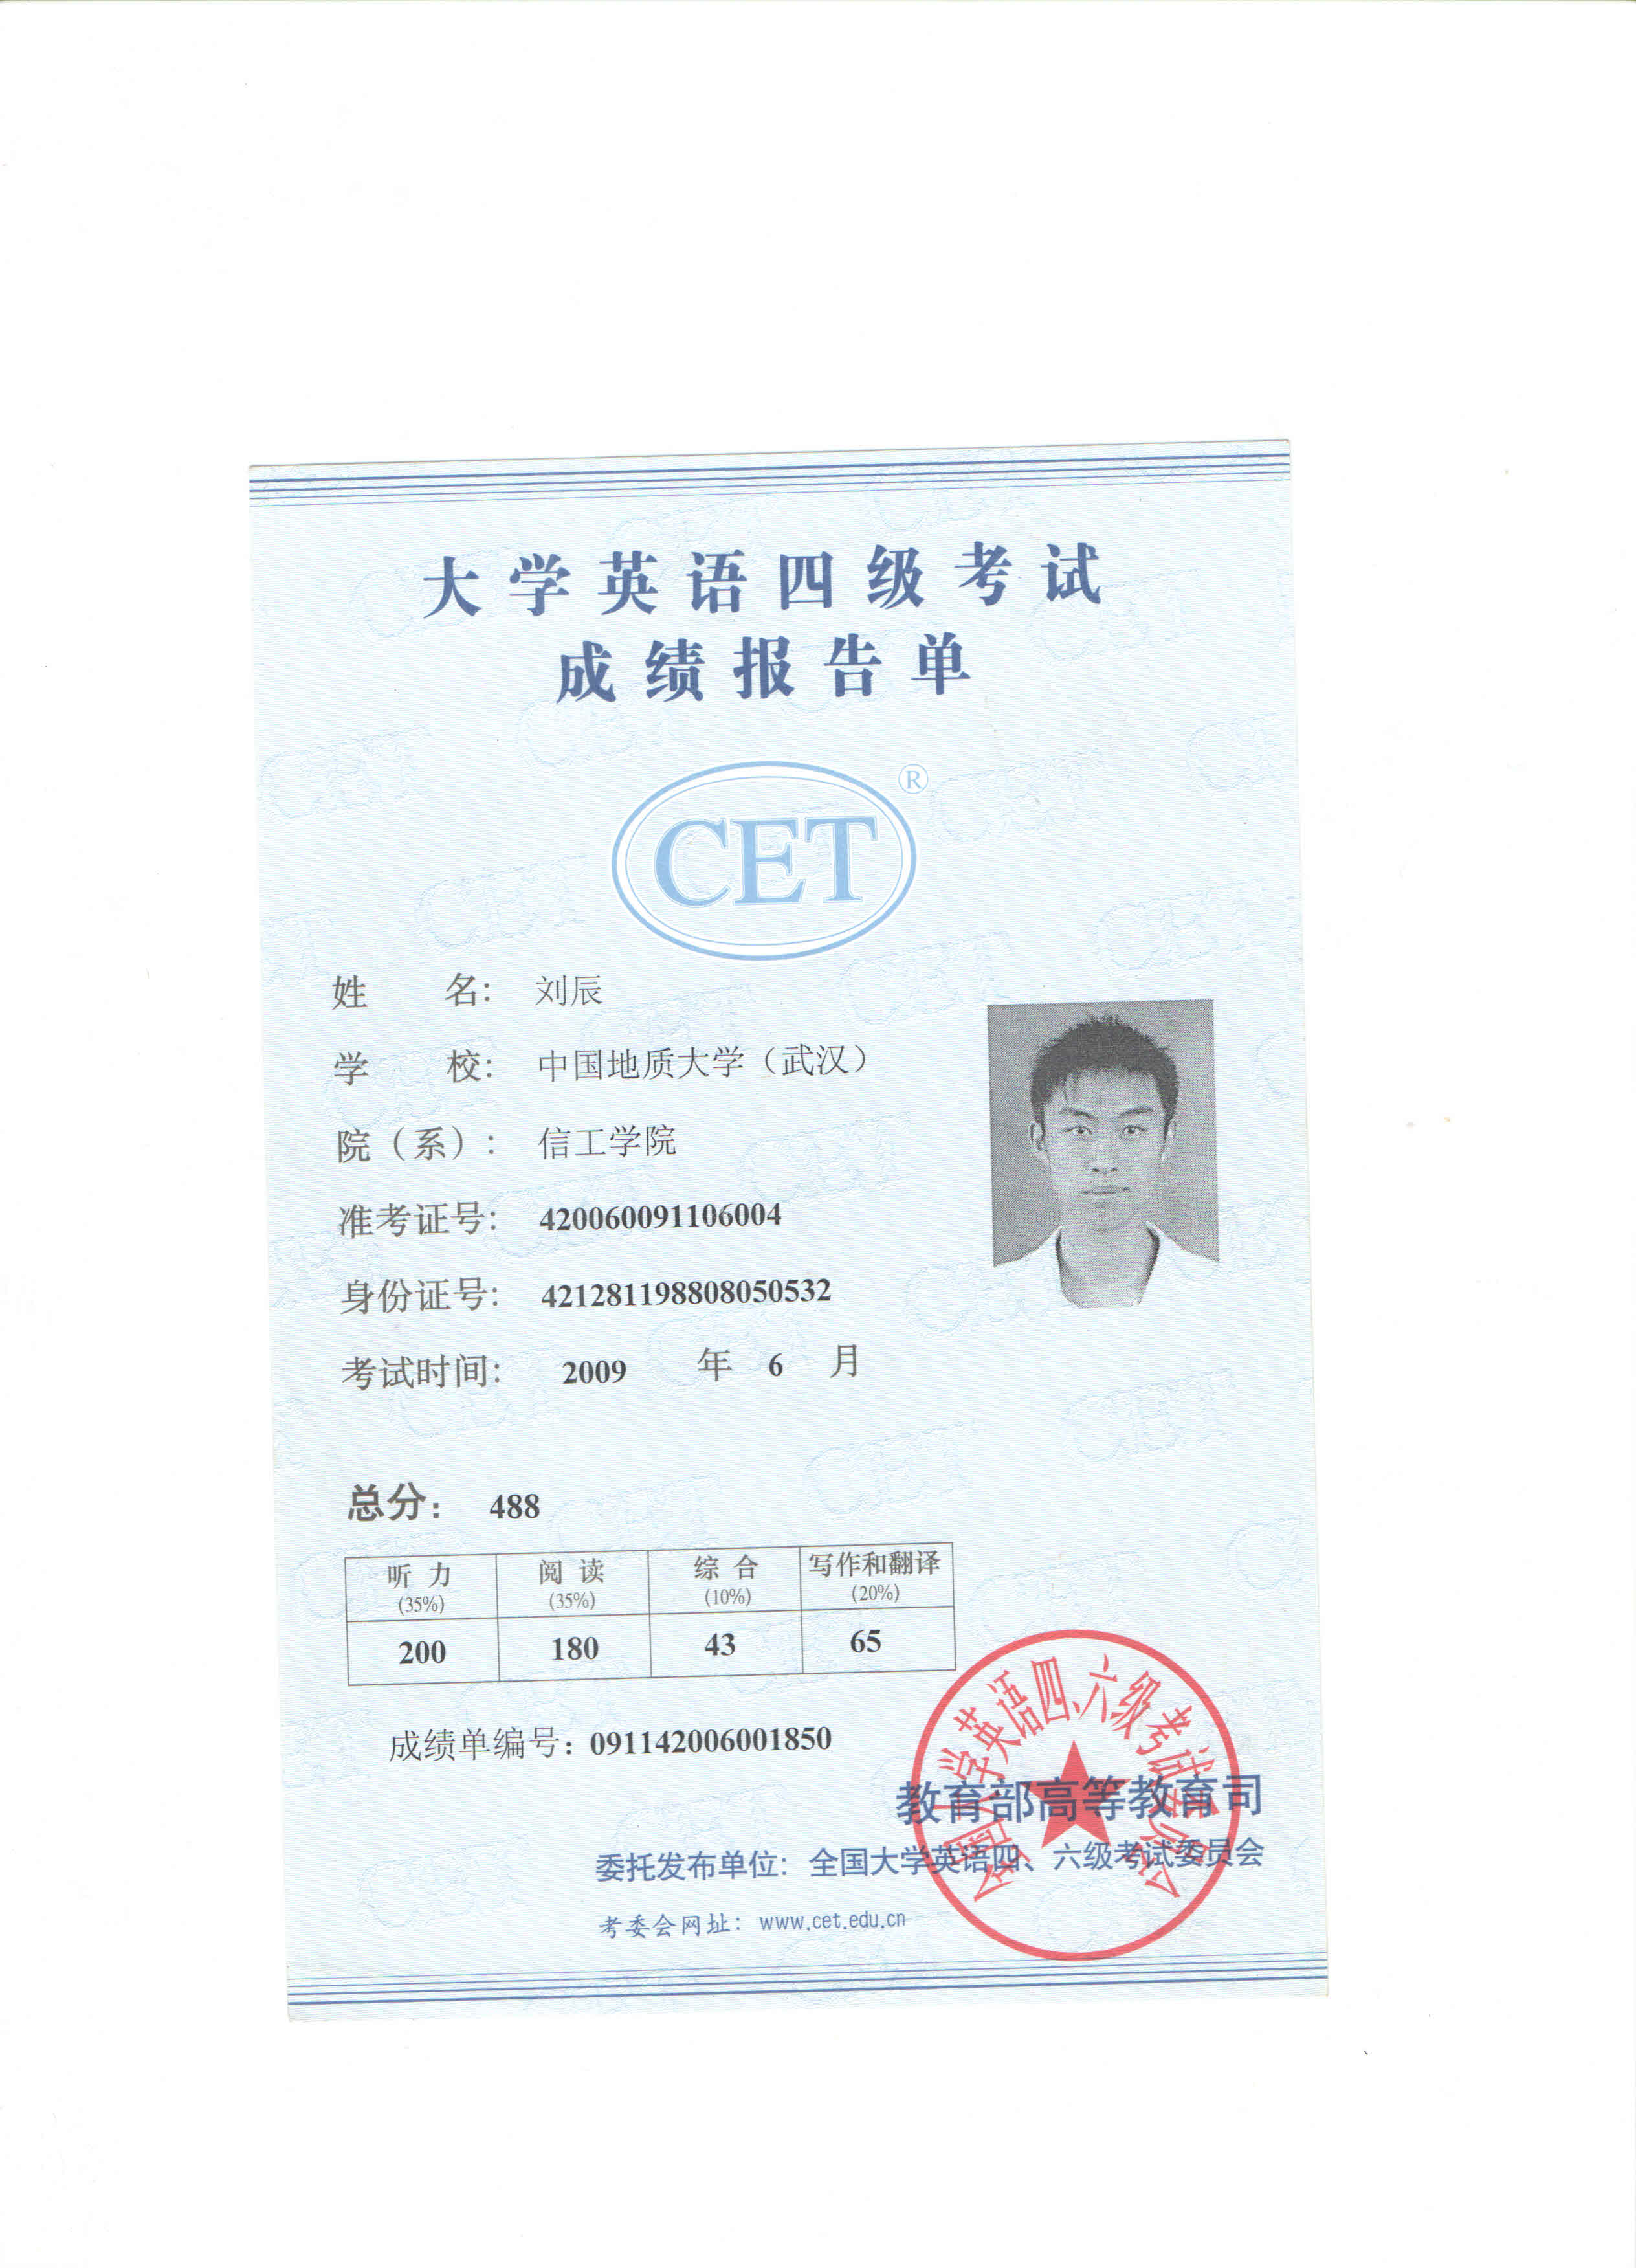 大学英语四级考试
成绩报告单
CET®
姓 名： 刘辰
学 校： 中国地质大学（武汉）
院（系）： 信工学院
准考证号： 420060091106004
身份证号： 421281198808050532
考试时间： 2009 年 6 月
总分： 488
听 力 阅 读 综 合 写作和翻译
(35%) (35%) (10%) (20%)
200 180 43 65
成绩单编号：091142006001850
全国大学英语四、六级考试委员会
教育部高等教育司
委托发布单位：全国大学英语四、六级考试委员会
考委会网址：www.cet.edu.cn